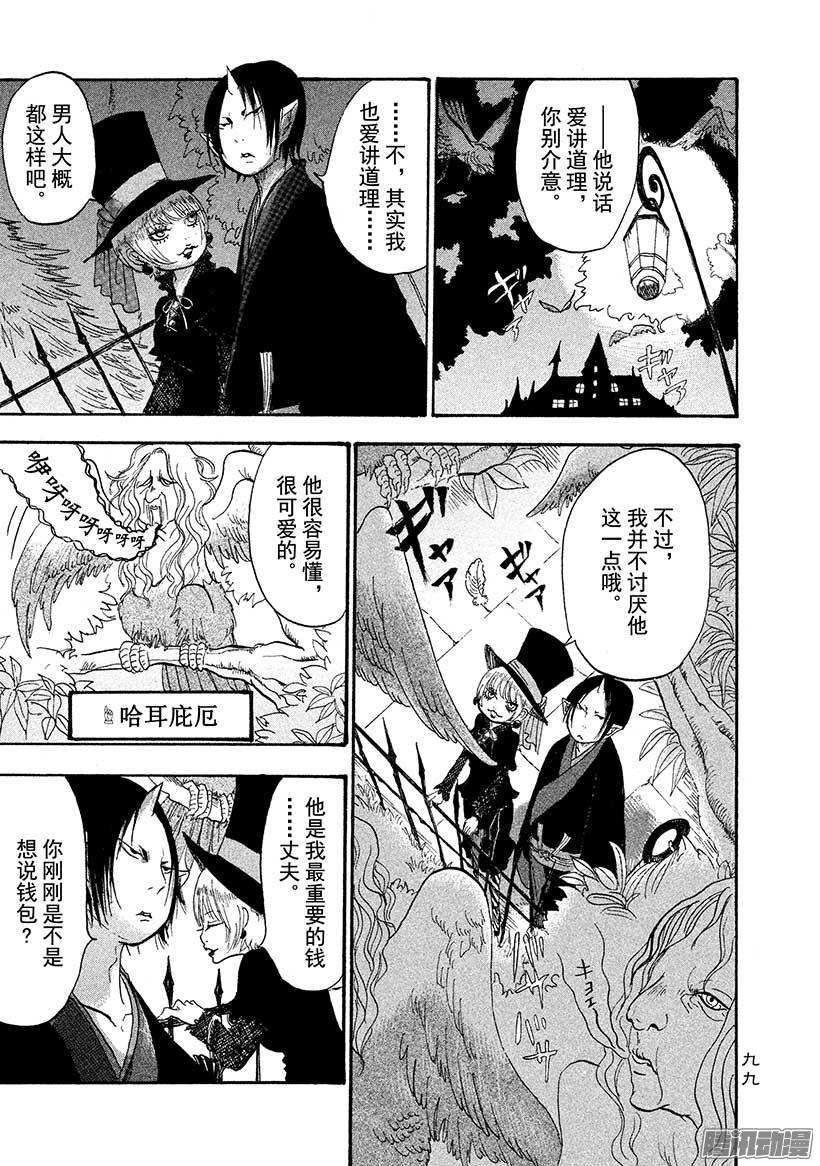 ——他说话
爱讲道理，
你别介意。
ギャア
ギャア
……不，其实我
也爱讲道理……
男人大概
都这样吧。
不过，
我并不讨厌他
这一点哦。
ギャア
ギャア
キョエー
他很容易懂，
很可爱的。
咿呀呀呀呀呀
哈耳庇厄
他是我最重要的钱
……丈夫。
你刚刚是不是
想说钱包？
九九
腾讯动漫